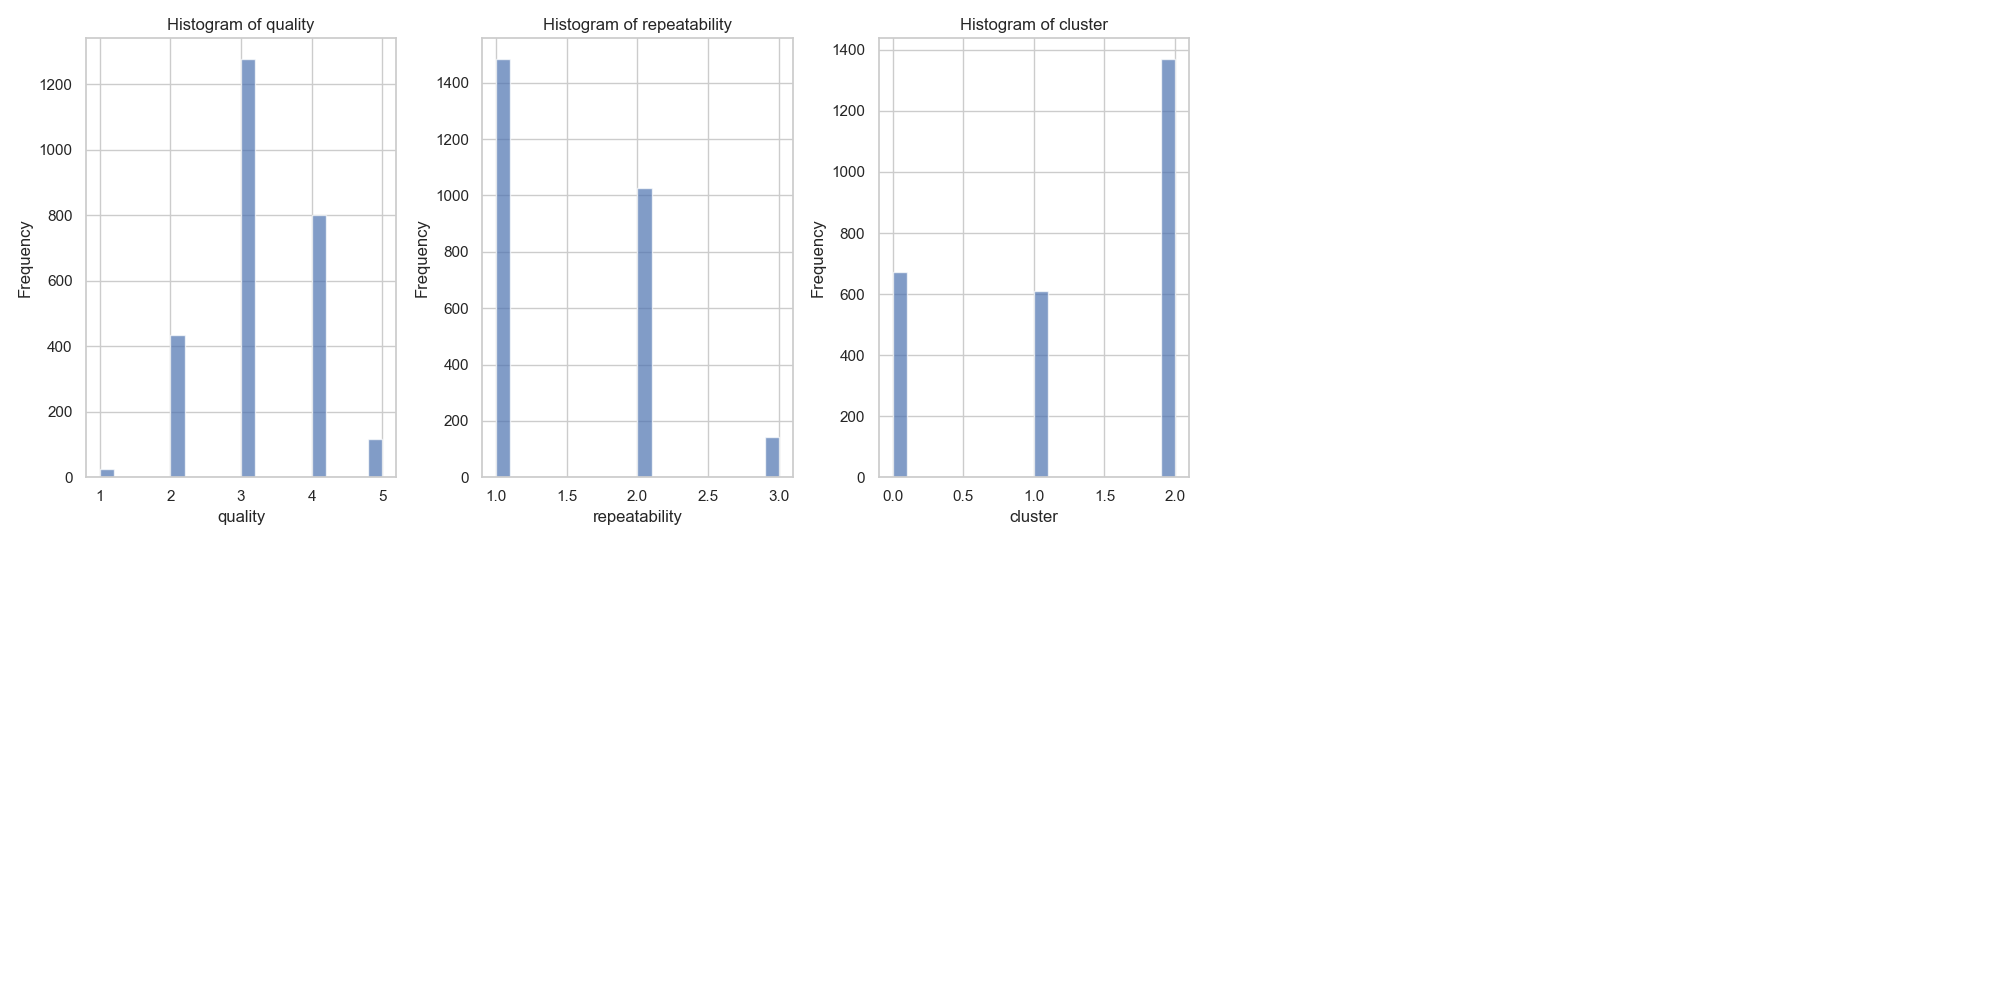 Histogram of quality
1200
1000
800
600
400
200
0
Frequency
1 2 3 4 5
quality
Histogram of repeatability
1400
1200
1000
800
600
400
200
0
Frequency
1.0 1.5 2.0 2.5 3.0
repeatability
Histogram of cluster
1400
1200
1000
800
600
400
200
0
Frequency
0.0 0.5 1.0 1.5 2.0
cluster